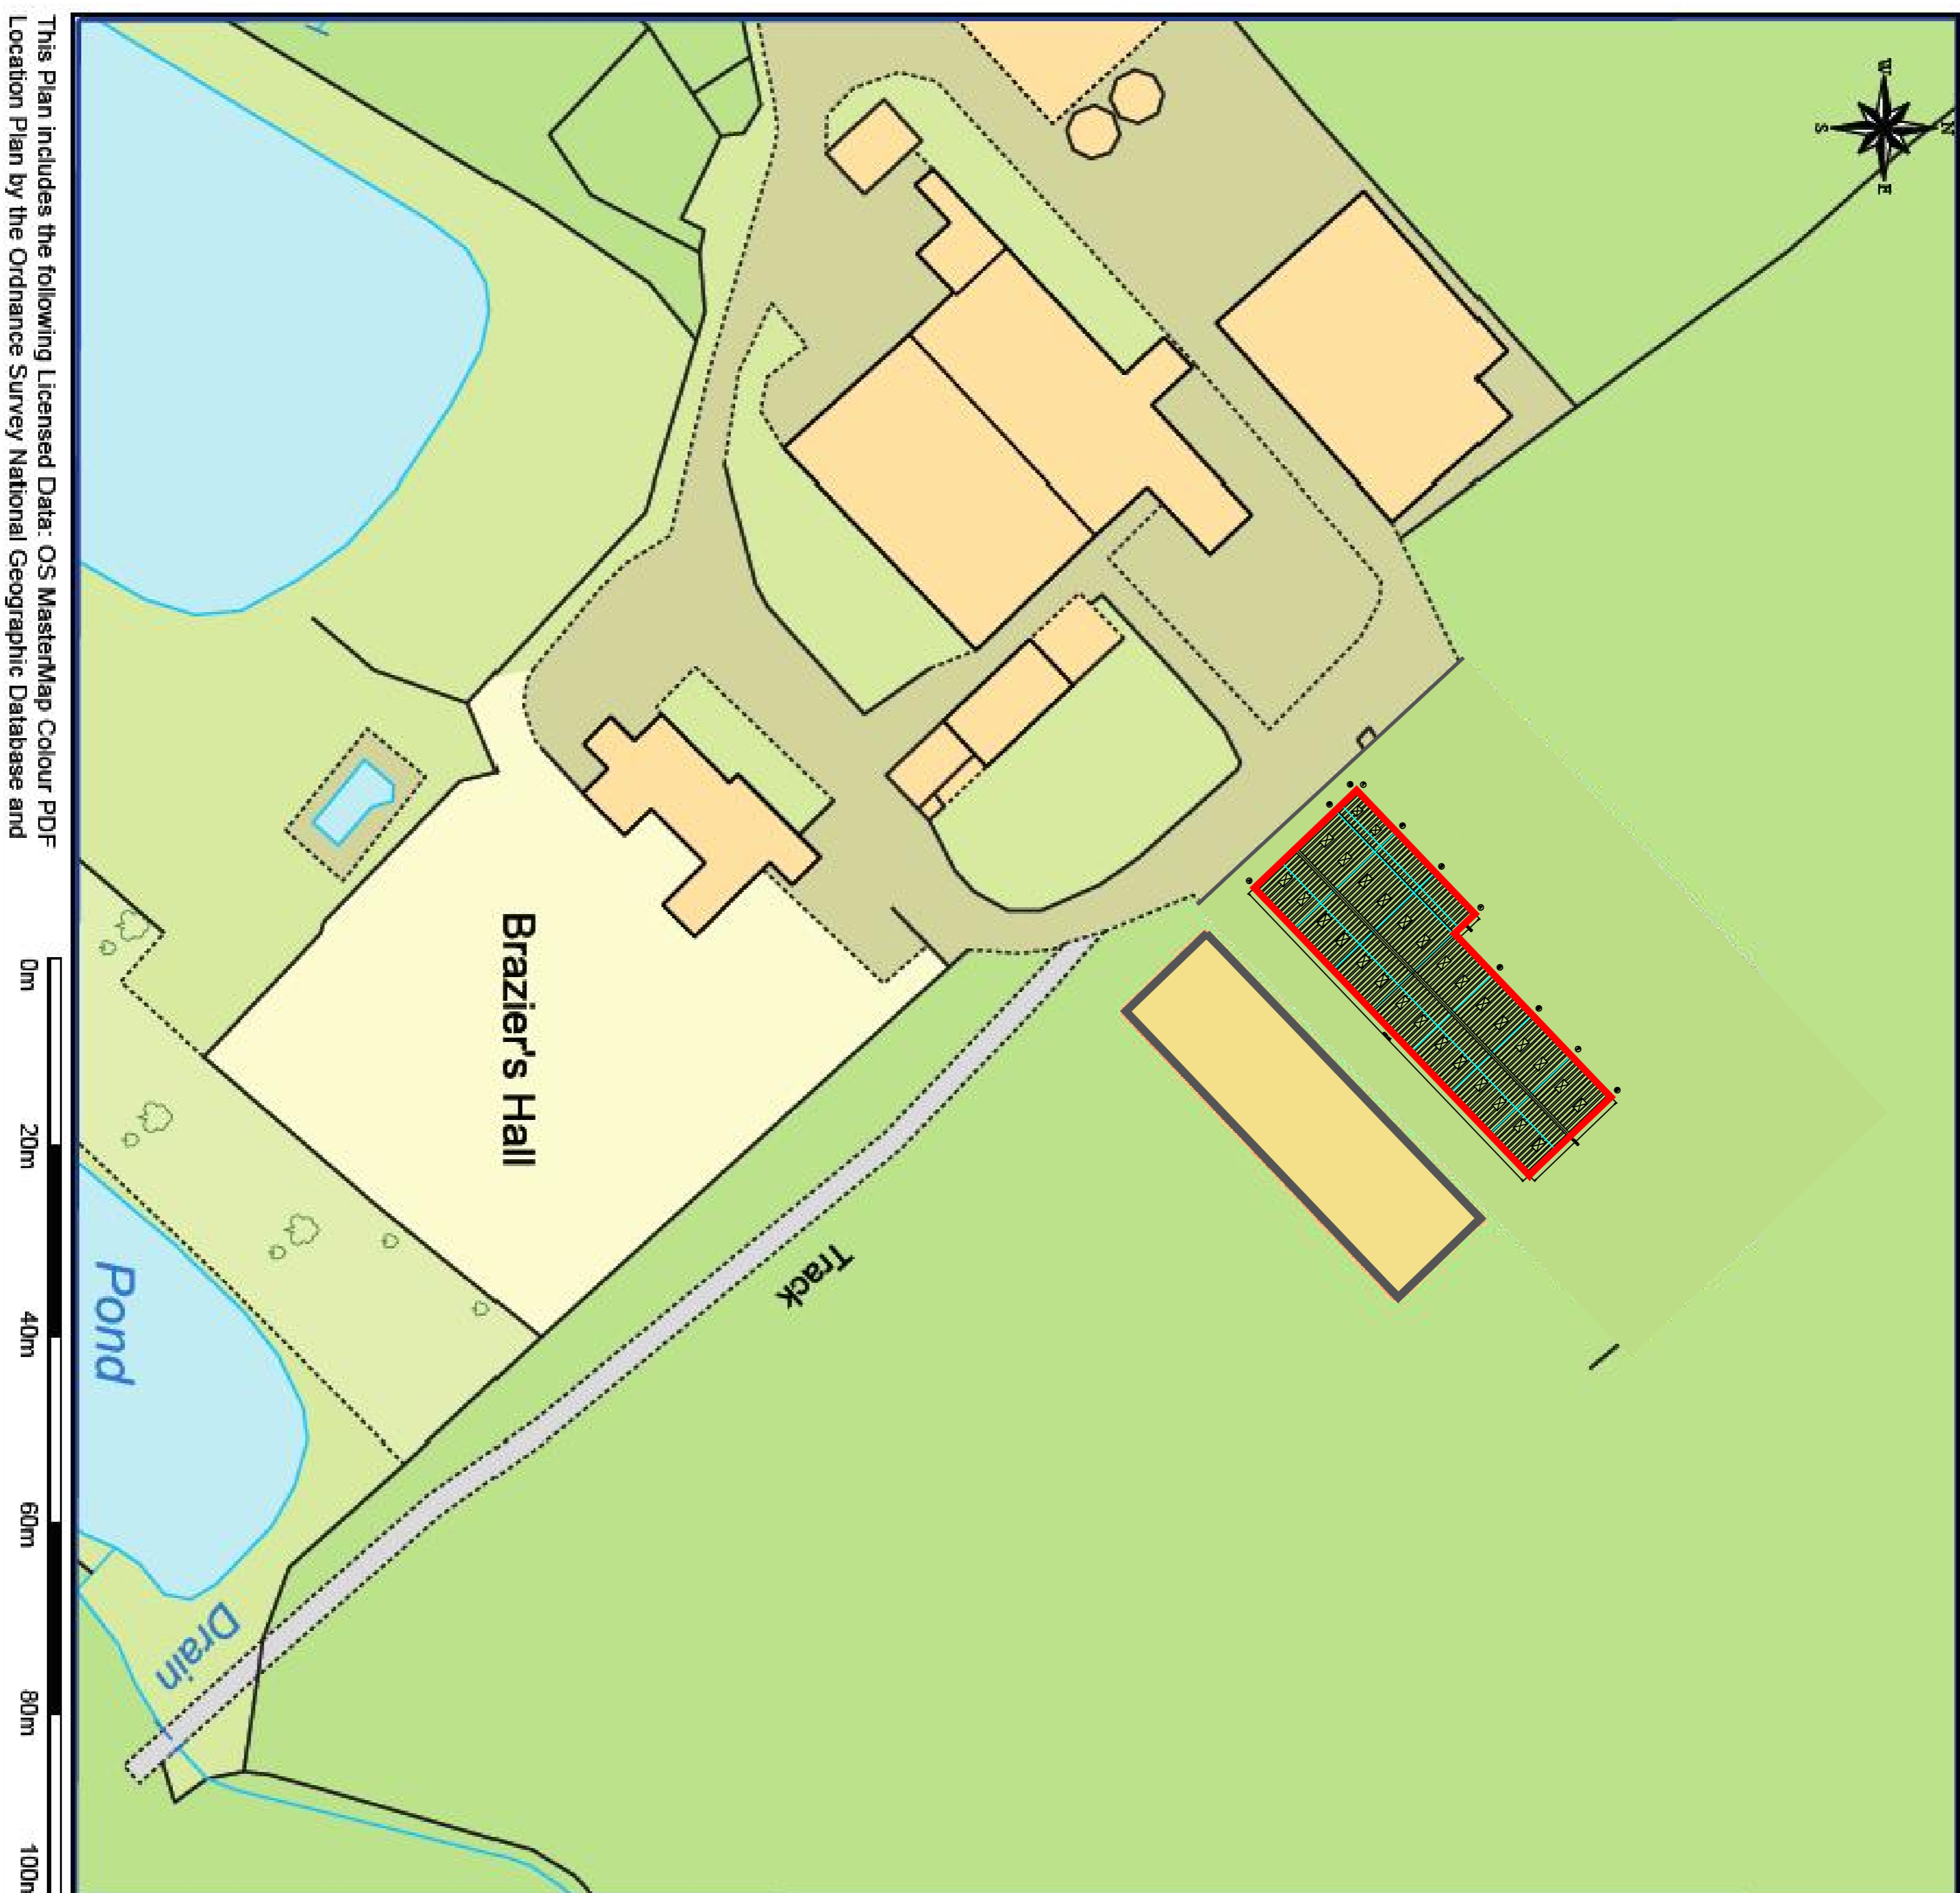 This Plan includes the following Licensed Data: OS MasterMap Colour PDF
Location Plan by the Ordnance Survey National Geographic Database and
N
W
E
S
Track
Brazier's Hall
Pond
Drain
0m
20m
40m
60m
80m